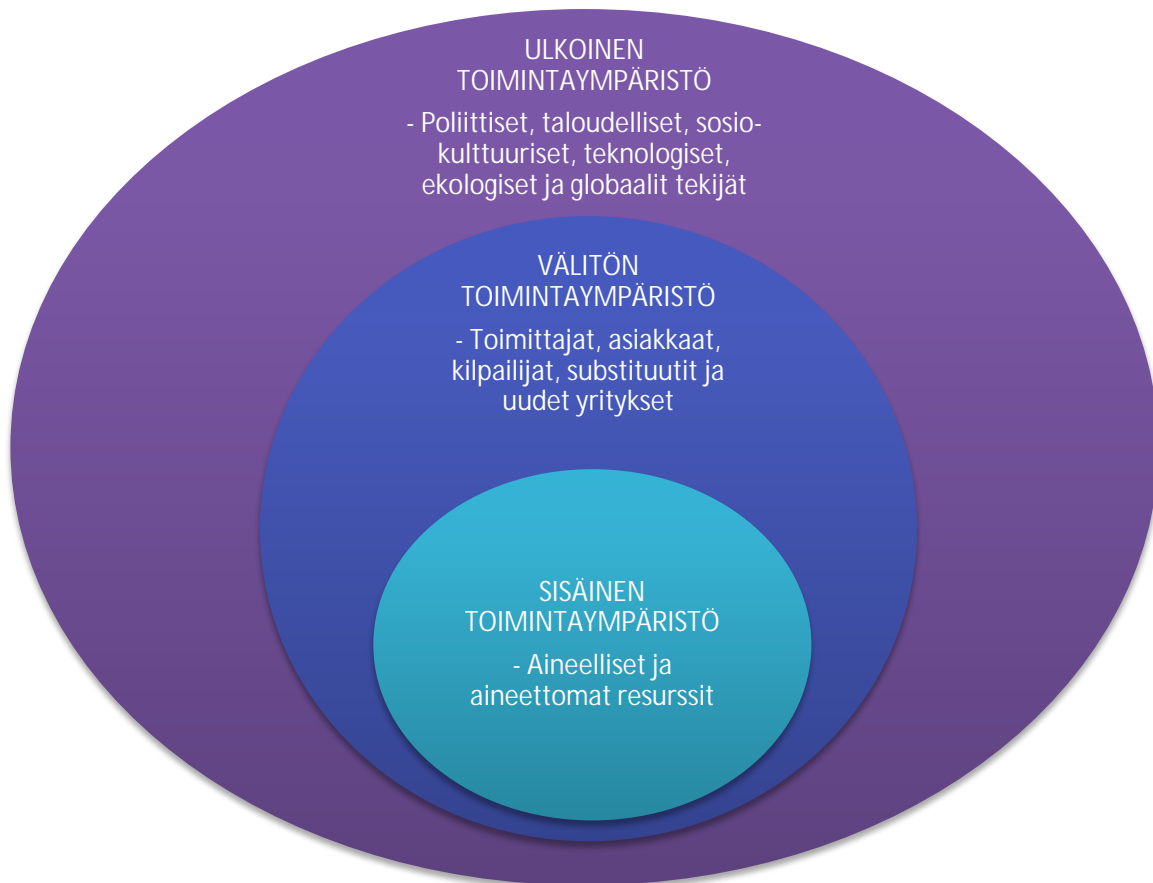 ULKOINEN
TOIMINTAYMPÄRISTÖ
- Poliittiset, taloudelliset, sosio-
kulttuuriset, teknologiset,
ekologiset ja globaalit tekijät
VÄLITÖN
TOIMINTAYMPÄRISTÖ
- Toimittajat, asiakkaat,
kilpailijat, substituutit ja
uudet yritykset
SISÄINEN
TOIMINTAYMPÄRISTÖ
- Aineelliset ja
aineettomat resurssit